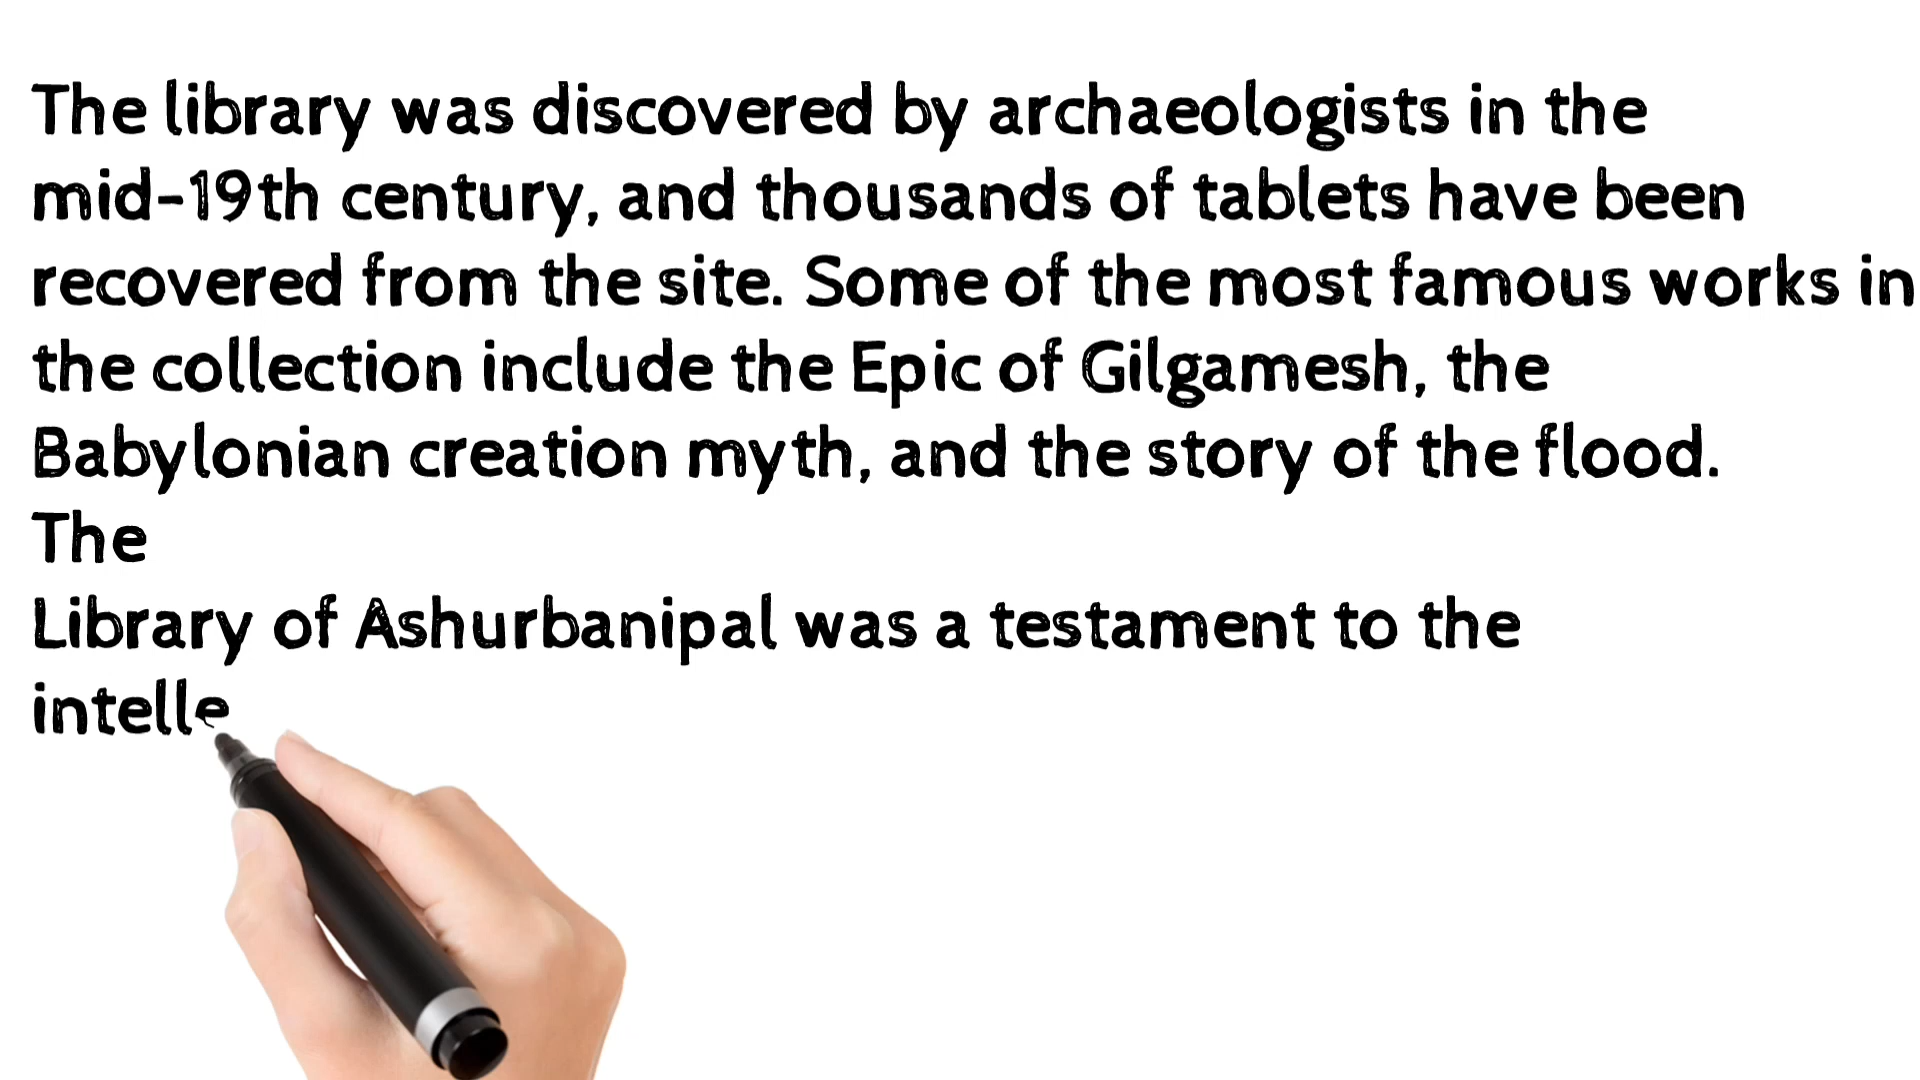 The library was discovered by archaeologists in the
mid-19th century, and thousands of tablets have been
recovered from the site. Some of the most famous works in
the collection include the Epic of Gilgamesh, the
Babylonian creation myth, and the story of the flood.
The
Library of Ashurbanipal was a testament to the
intelle